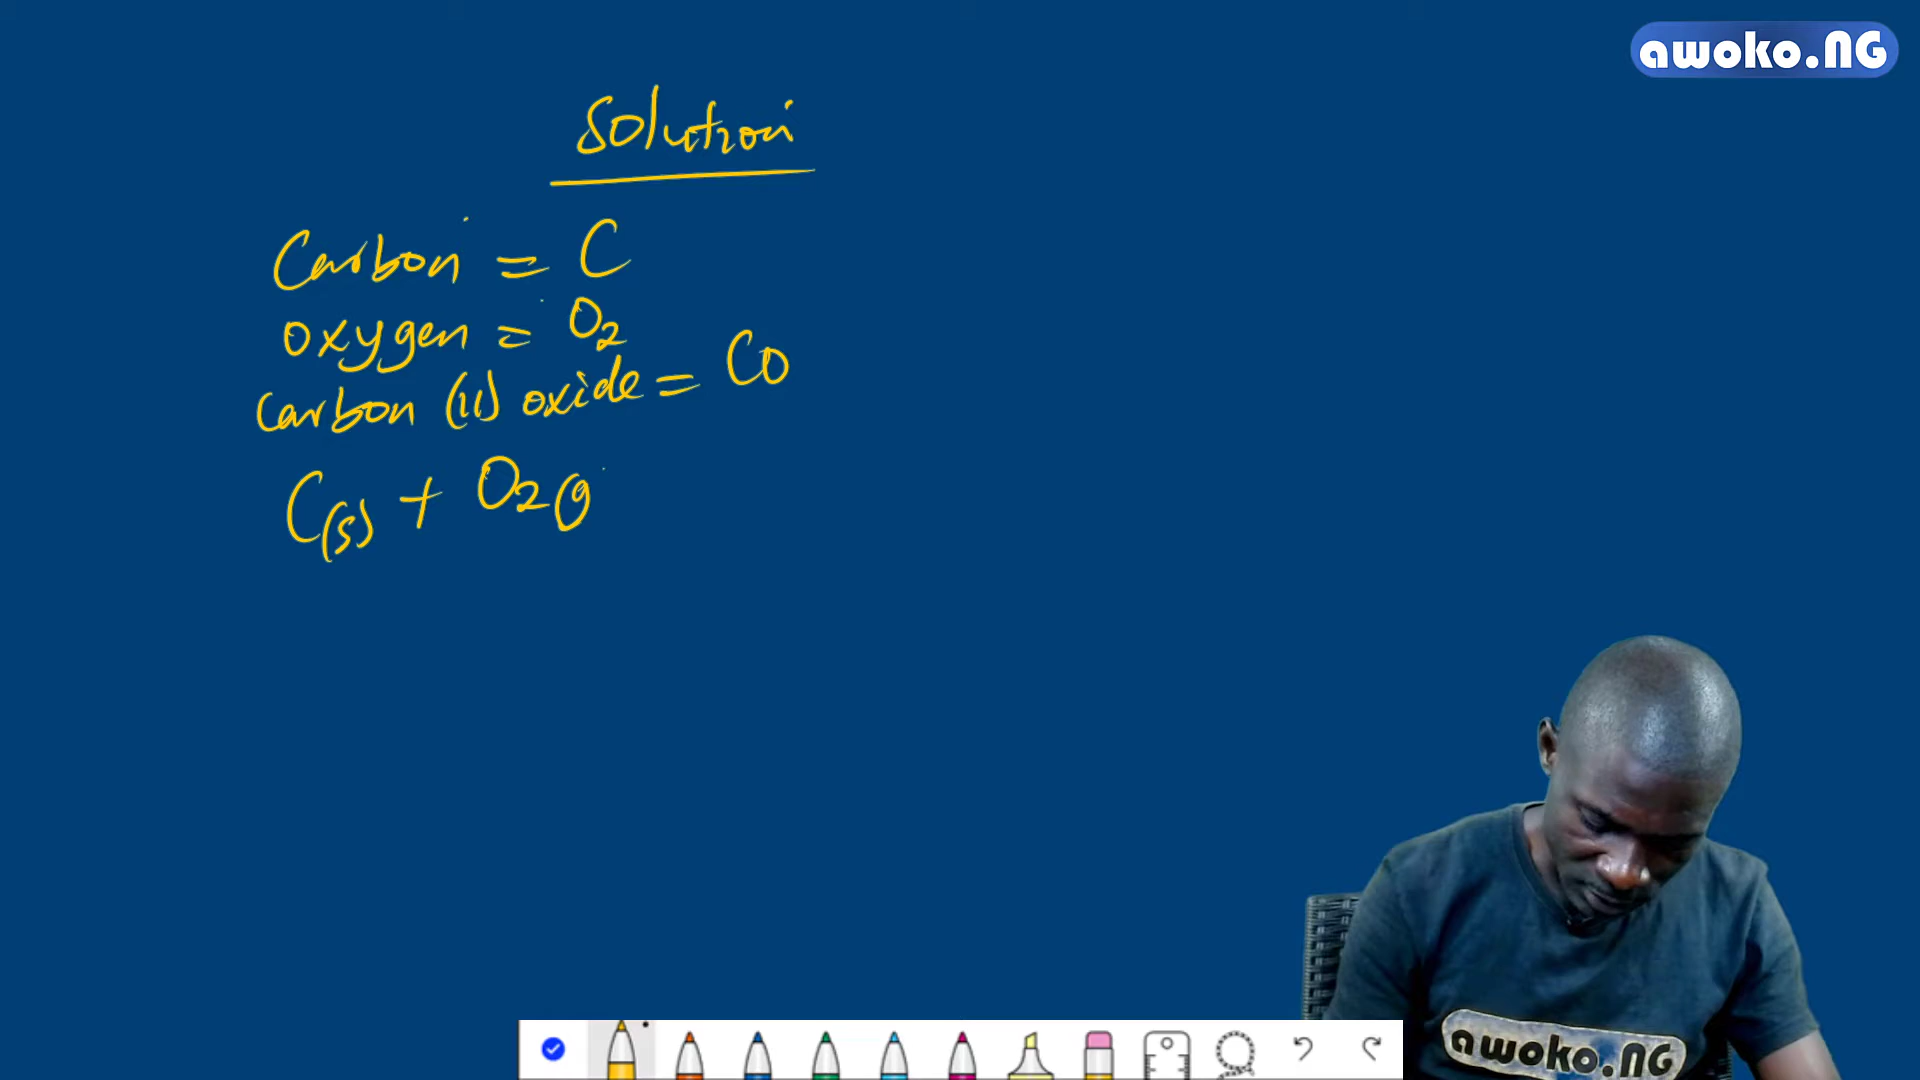 awoko.NG
Solution
Carbon = C
oxygen = O2
Carbon (II) oxide = CO
C(s) + O2(g
awoko.NG